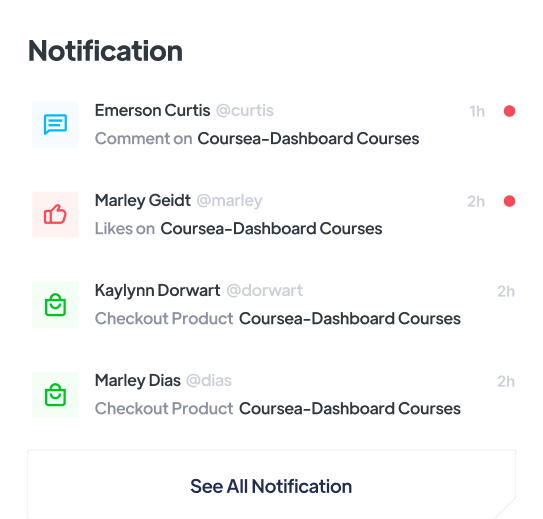 Notification
Emerson Curtis @curtis 1h
Comment on Coursea-Dashboard Courses
Marley Geidt @marley 2h
Likes on Coursea-Dashboard Courses
Kaylynn Dorwart @dorwart 2h
Checkout Product Coursea-Dashboard Courses
Marley Dias @dias 2h
Checkout Product Coursea-Dashboard Courses
See All Notification